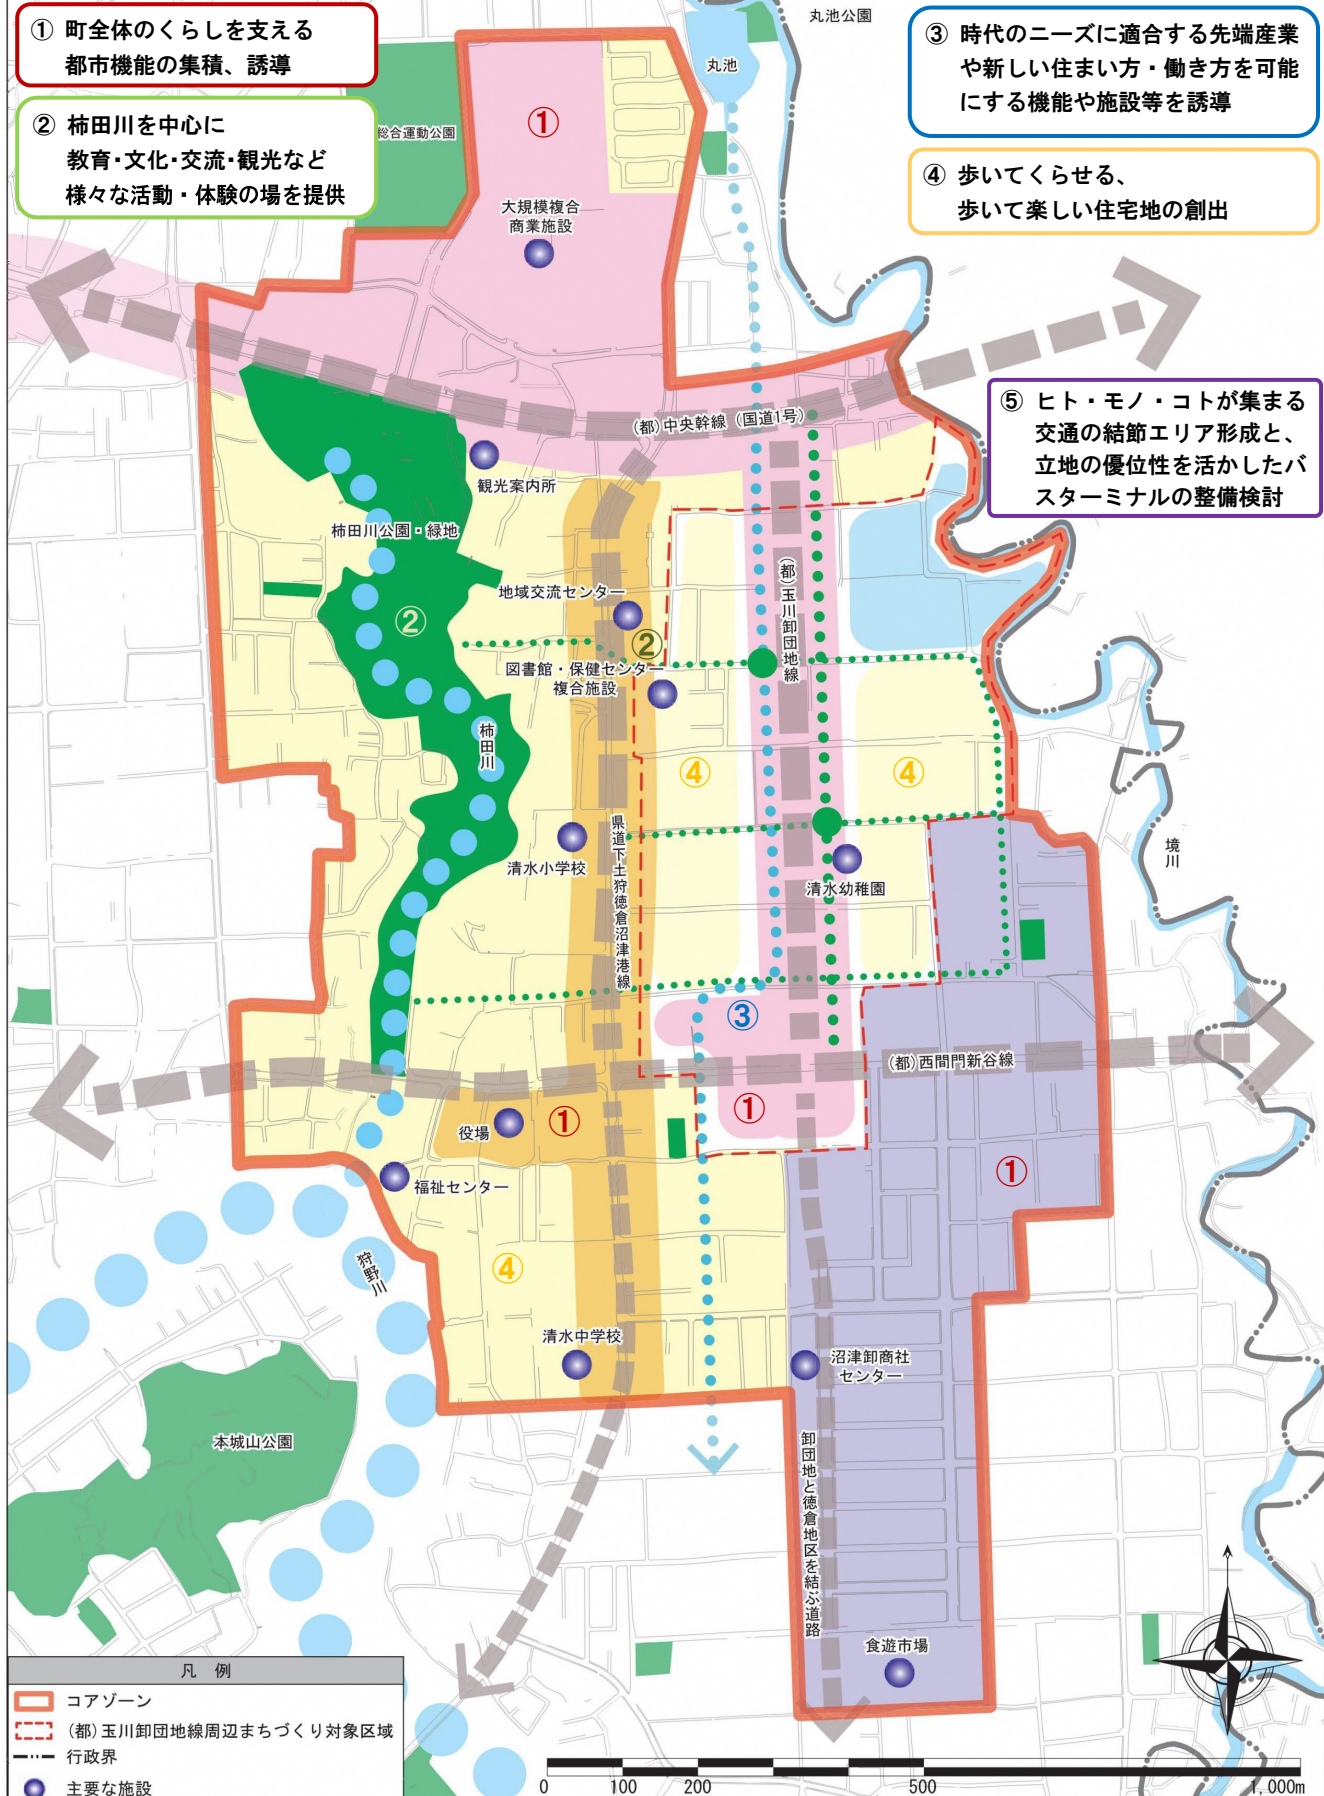 ① 町全体のくらしを支える
都市機能の集積、誘導
② 柿田川を中心に
教育・文化・交流・観光など
様々な活動・体験の場を提供
③ 時代のニーズに適合する先端産業
や新しい住まい方・働き方を可能
にする機能や施設等を誘導
④ 歩いてくらせる、
歩いて楽しい住宅地の創出
⑤ ヒト・モノ・コトが集まる
交通の結節エリア形成と、
立地の優位性を活かしたバ
スターミナルの整備検討
丸池公園
丸池
総合運動公園
①
大規模複合
商業施設
(都)中央幹線（国道1号）
観光案内所
柿田川公園・緑地
②
地域交流センター
②
図書館・保健センター
複合施設
(都)玉川卸団地線
柿田川
④
④
清水小学校
県道下土狩徳倉沼津港線
清水幼稚園
境川
③
(都)西間門新谷線
①
役場
①
①
福祉センター
狩野川
④
清水中学校
沼津卸商社
センター
本城山公園
卸団地と徳倉地区を結ぶ道路
食遊市場
凡 例
コアゾーン
(都)玉川卸団地線周辺まちづくり対象区域
行政界
主要な施設
0 100 200 500 1,000m